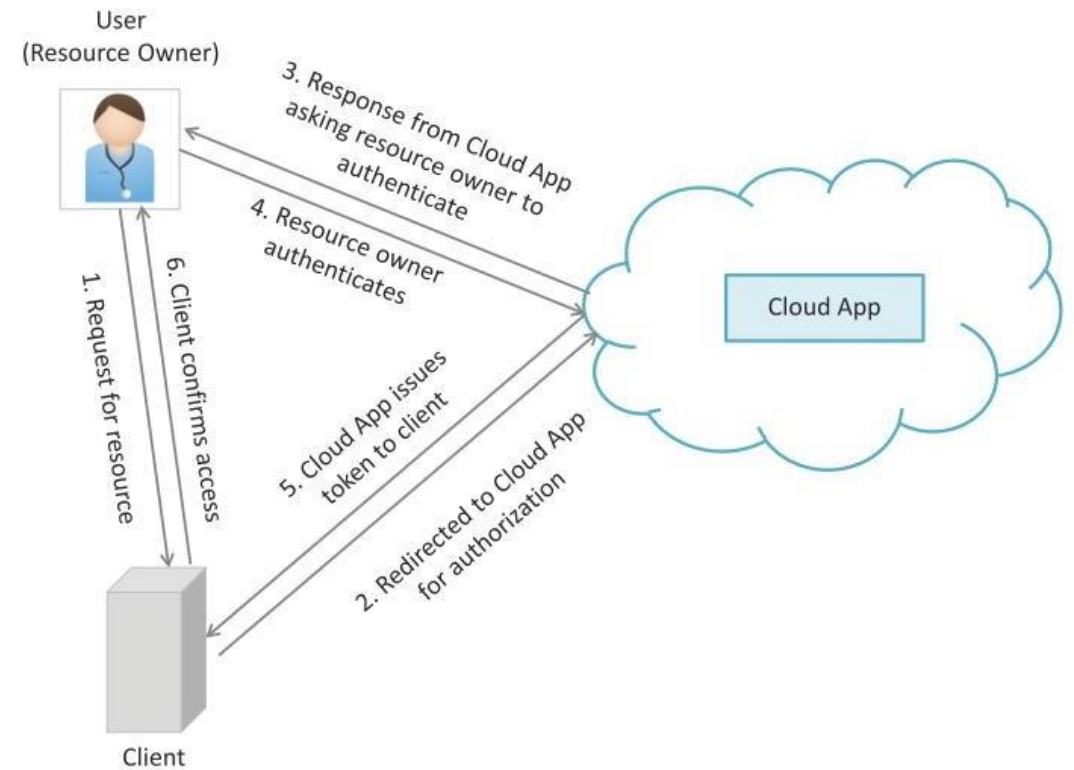 User
(Resource Owner)
3. Response from Cloud App
asking resource owner to
authenticate
4. Resource owner
authenticates
1. Request for resource
6. Client confirms access
Cloud App
5. Cloud App issues
token to client
2. Redirected to Cloud App
for authorization
Client